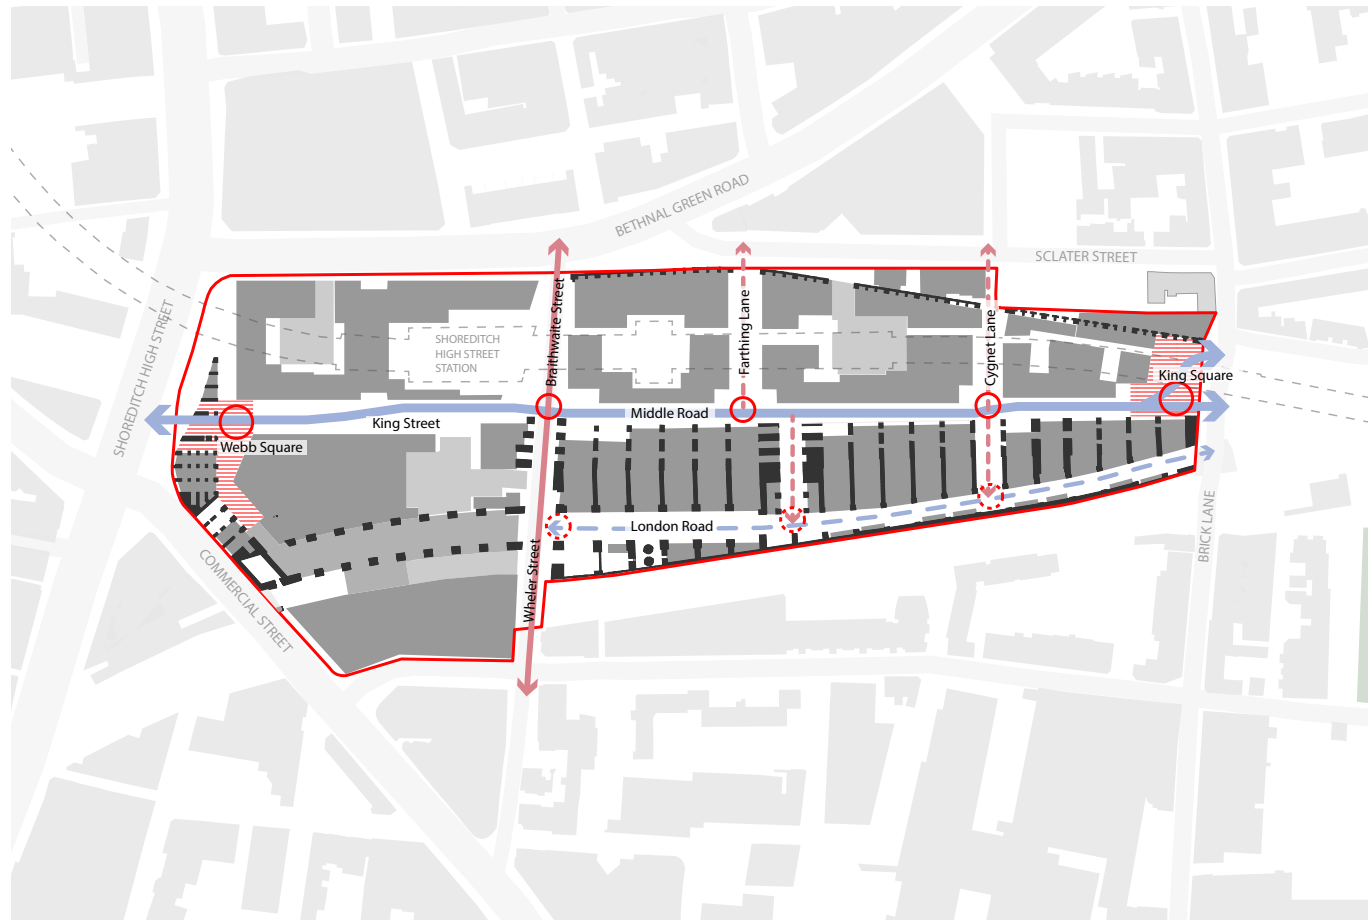 BETHNAL GREEN ROAD
SCLATER STREET
SHOREDITCH HIGH STREET
SHOREDITCH
HIGH STREET
STATION
Braithwaite Street
Farthing Lane
Cygnet Lane
King Square
Middle Road
King Street
Webb Square
London Road
Wheler Street
COMMERCIAL STREET
BRICK LANE